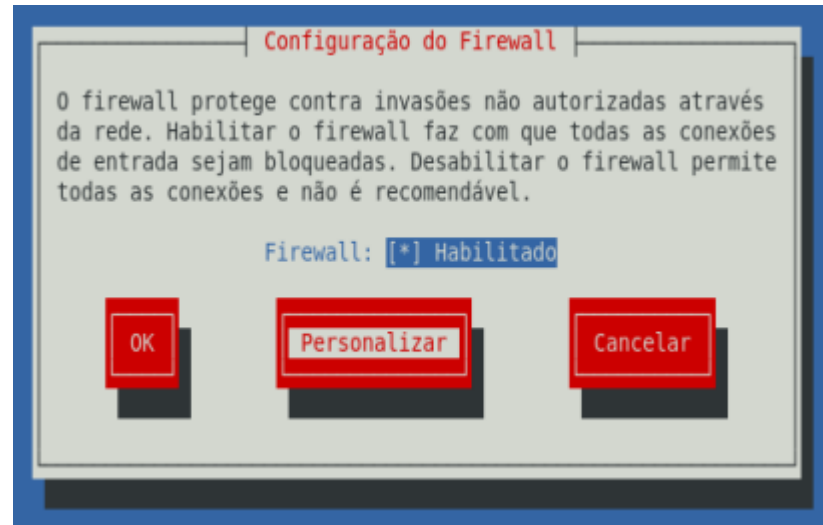 Configuração do Firewall
O firewall protege contra invasões não autorizadas através
da rede. Habilitar o firewall faz com que todas as conexões
de entrada sejam bloqueadas. Desabilitar o firewall permite
todas as conexões e não é recomendável.
Firewall: [*] Habilitado
OK Personalizar Cancelar